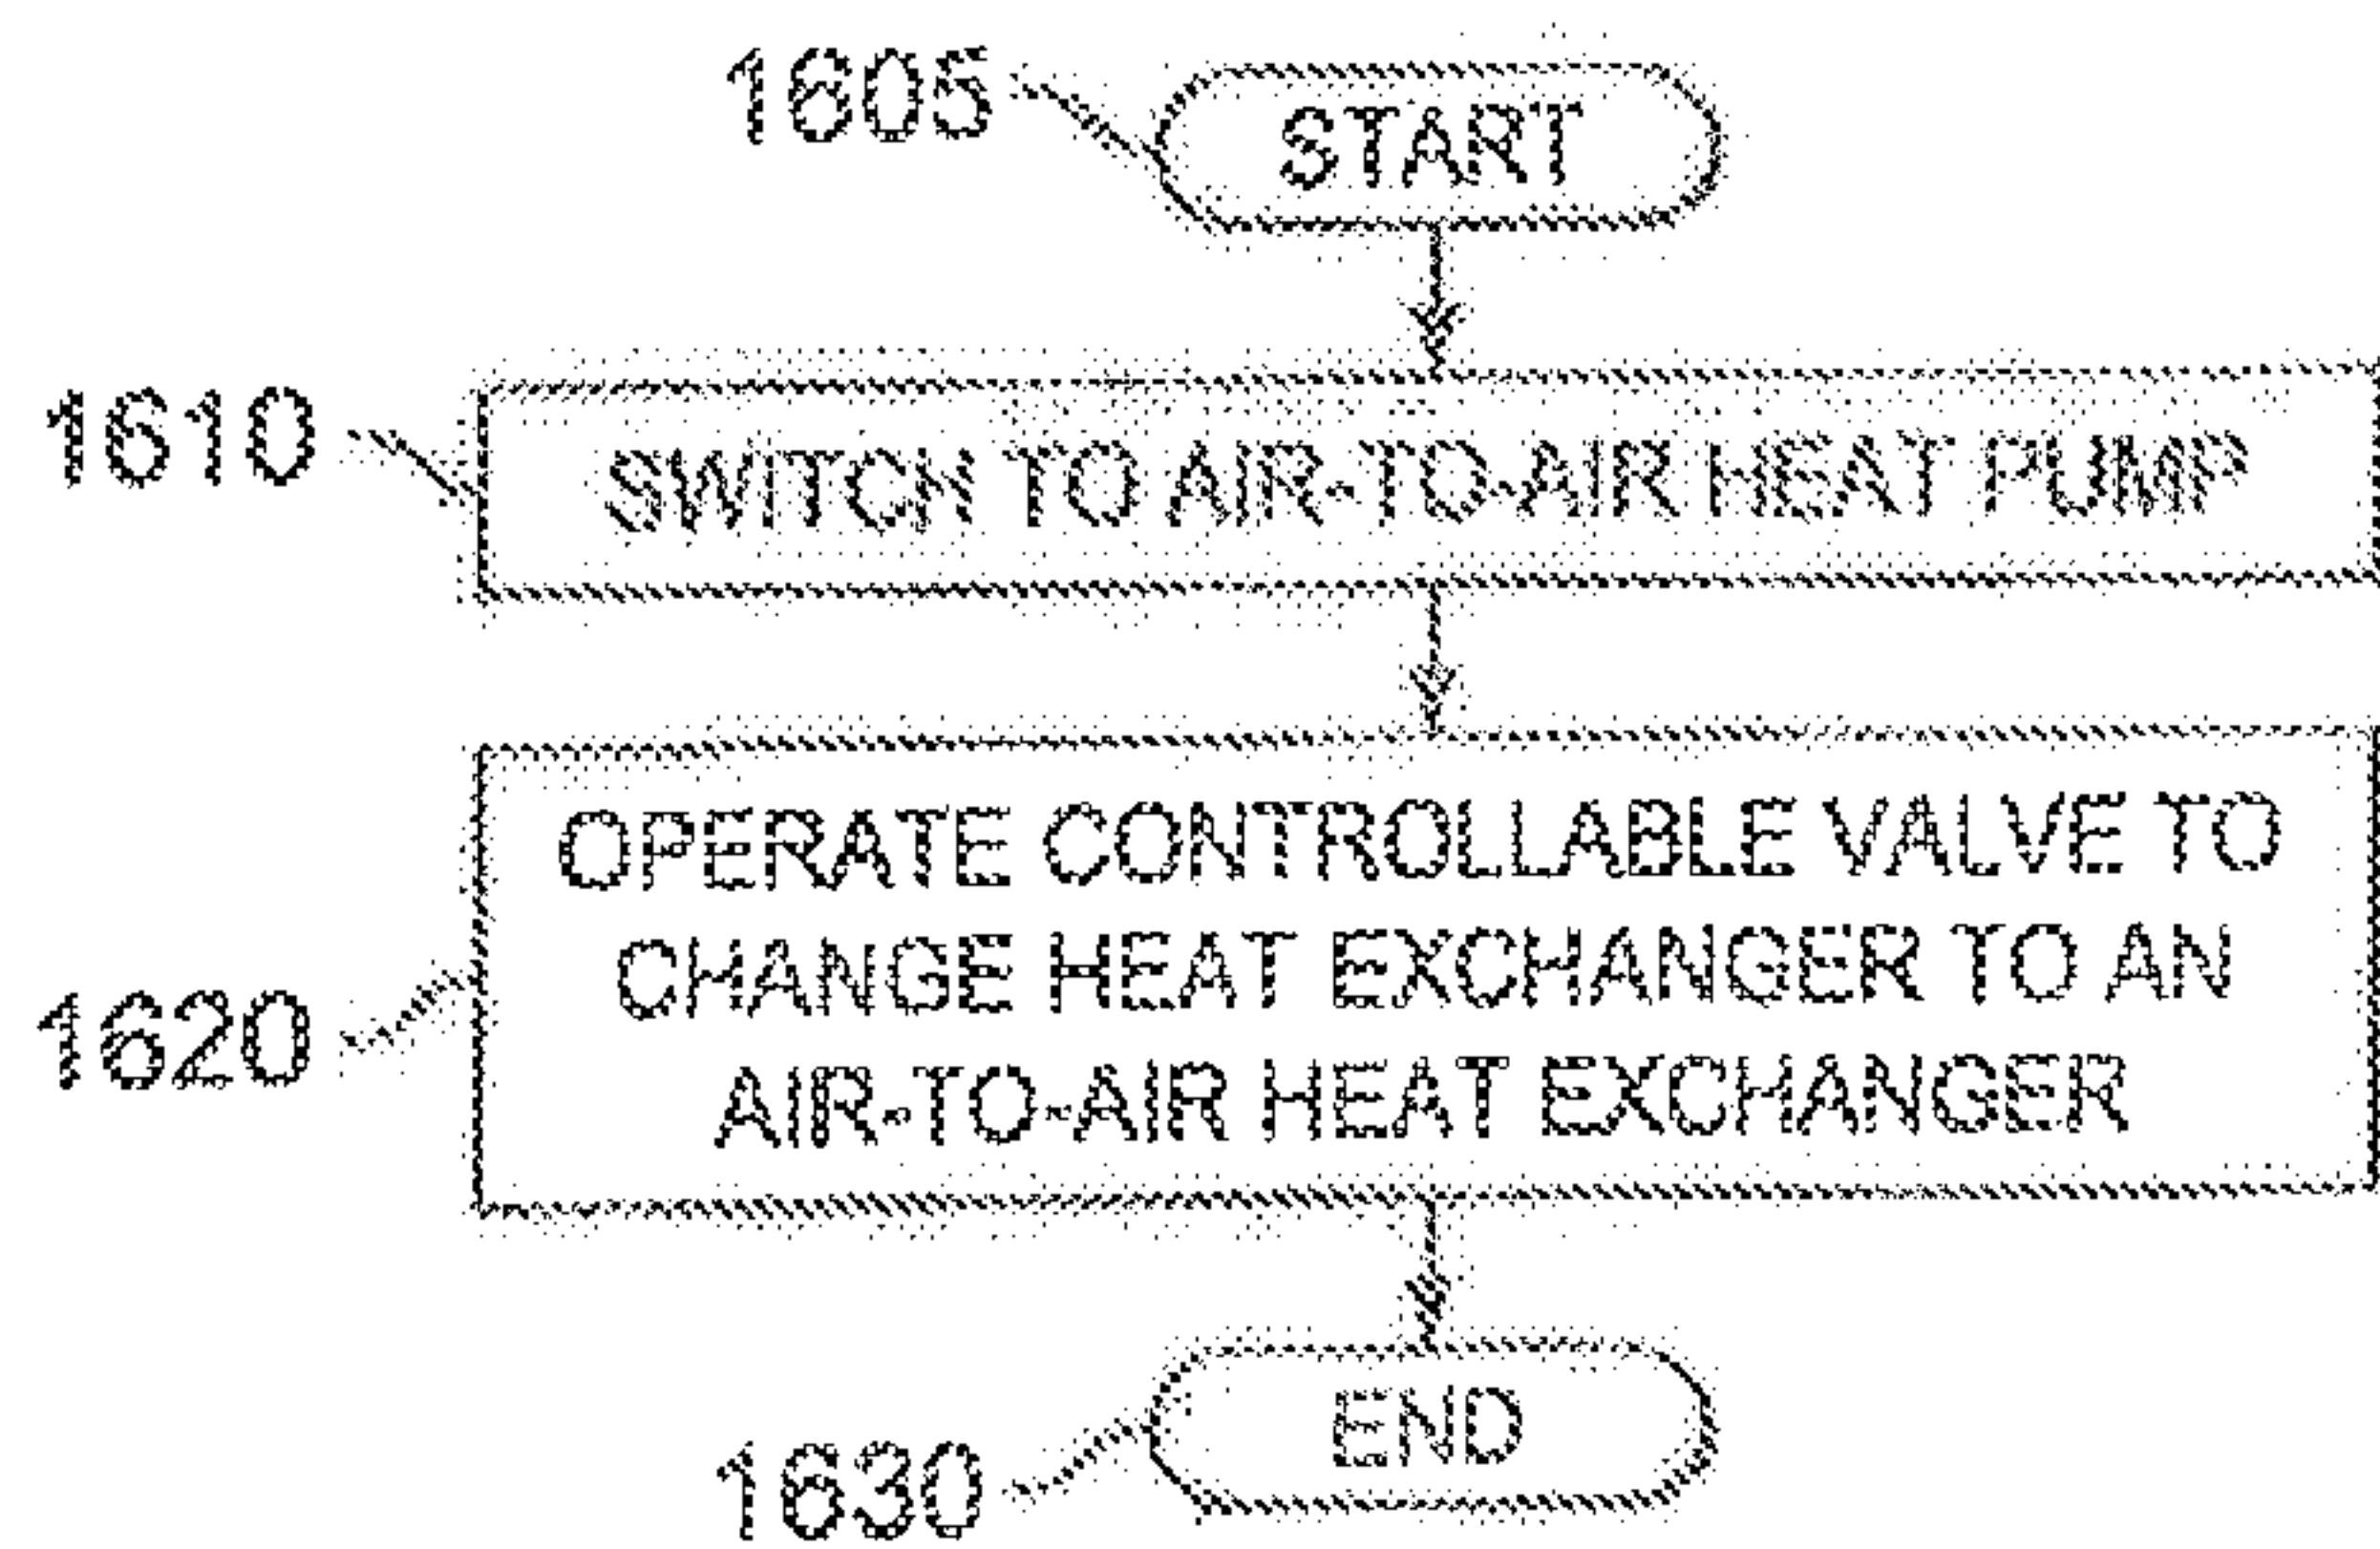 1605
START
1610
SWITCH TO AIR-TO-AIR HEAT PUMP
OPERATE CONTROLLABLE VALVE TO
CHANGE HEAT EXCHANGER TO AN
1620
AIR-TO-AIR HEAT EXCHANGER
END
1630